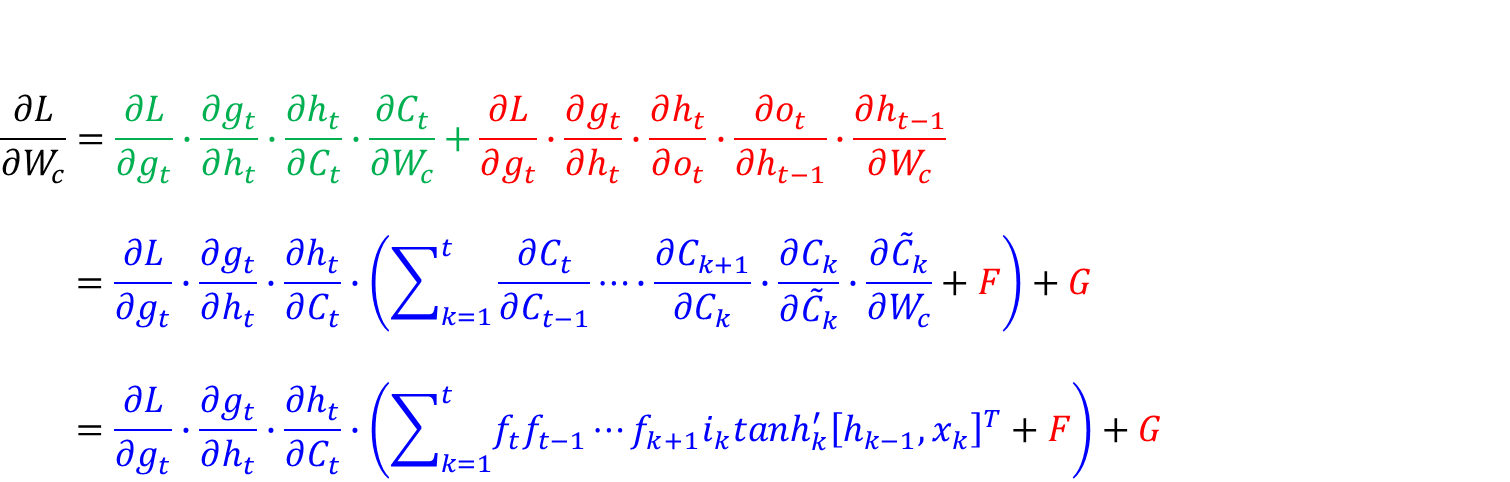 ∂L/∂W_c = ∂L/∂g_t · ∂g_t/∂h_t · ∂h_t/∂C_t · ∂C_t/∂W_c + ∂L/∂g_t · ∂g_t/∂h_t · ∂h_t/∂o_t · ∂o_t/∂h_{t−1} · ∂h_{t−1}/∂W_c
= ∂L/∂g_t · ∂g_t/∂h_t · ∂h_t/∂C_t · (∑_{k=1}^{t} ∂C_t/∂C_{t−1} ⋯ · ∂C_{k+1}/∂C_k · ∂C_k/∂C̃_k · ∂C̃_k/∂W_c + F) + G
= ∂L/∂g_t · ∂g_t/∂h_t · ∂h_t/∂C_t · (∑_{k=1}^{t} f_t f_{t−1} ⋯ f_{k+1} i_k tanh′_k [h_{k−1}, x_k]^T + F) + G